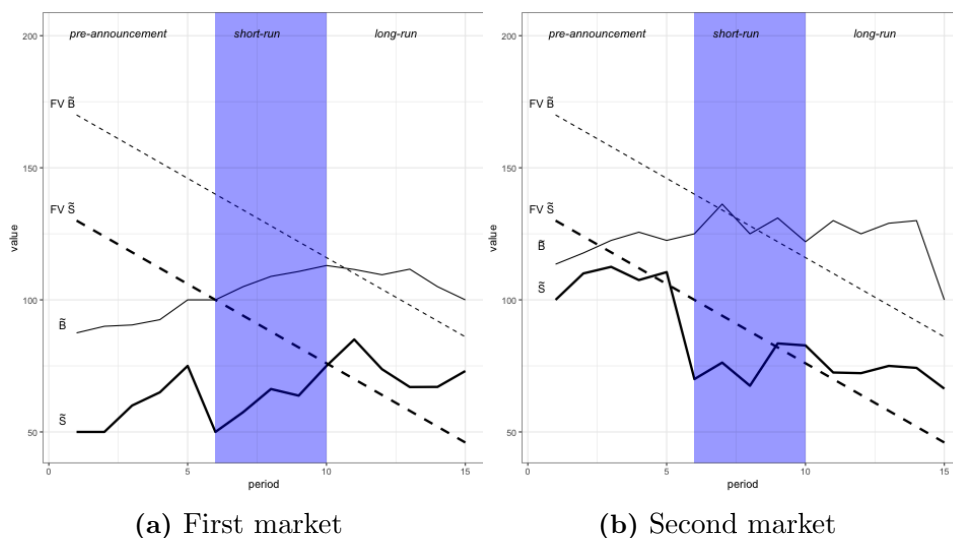 pre-announcement short-run long-run
200
FV B̃
150
FV S̃
value
100
B̃
S̃
50
0 5 10 15
period
(a) First market
pre-announcement short-run long-run
200
FV B̃
150
FV S̃
value
B̃
S̃
100
50
0 5 10 15
period
(b) Second market